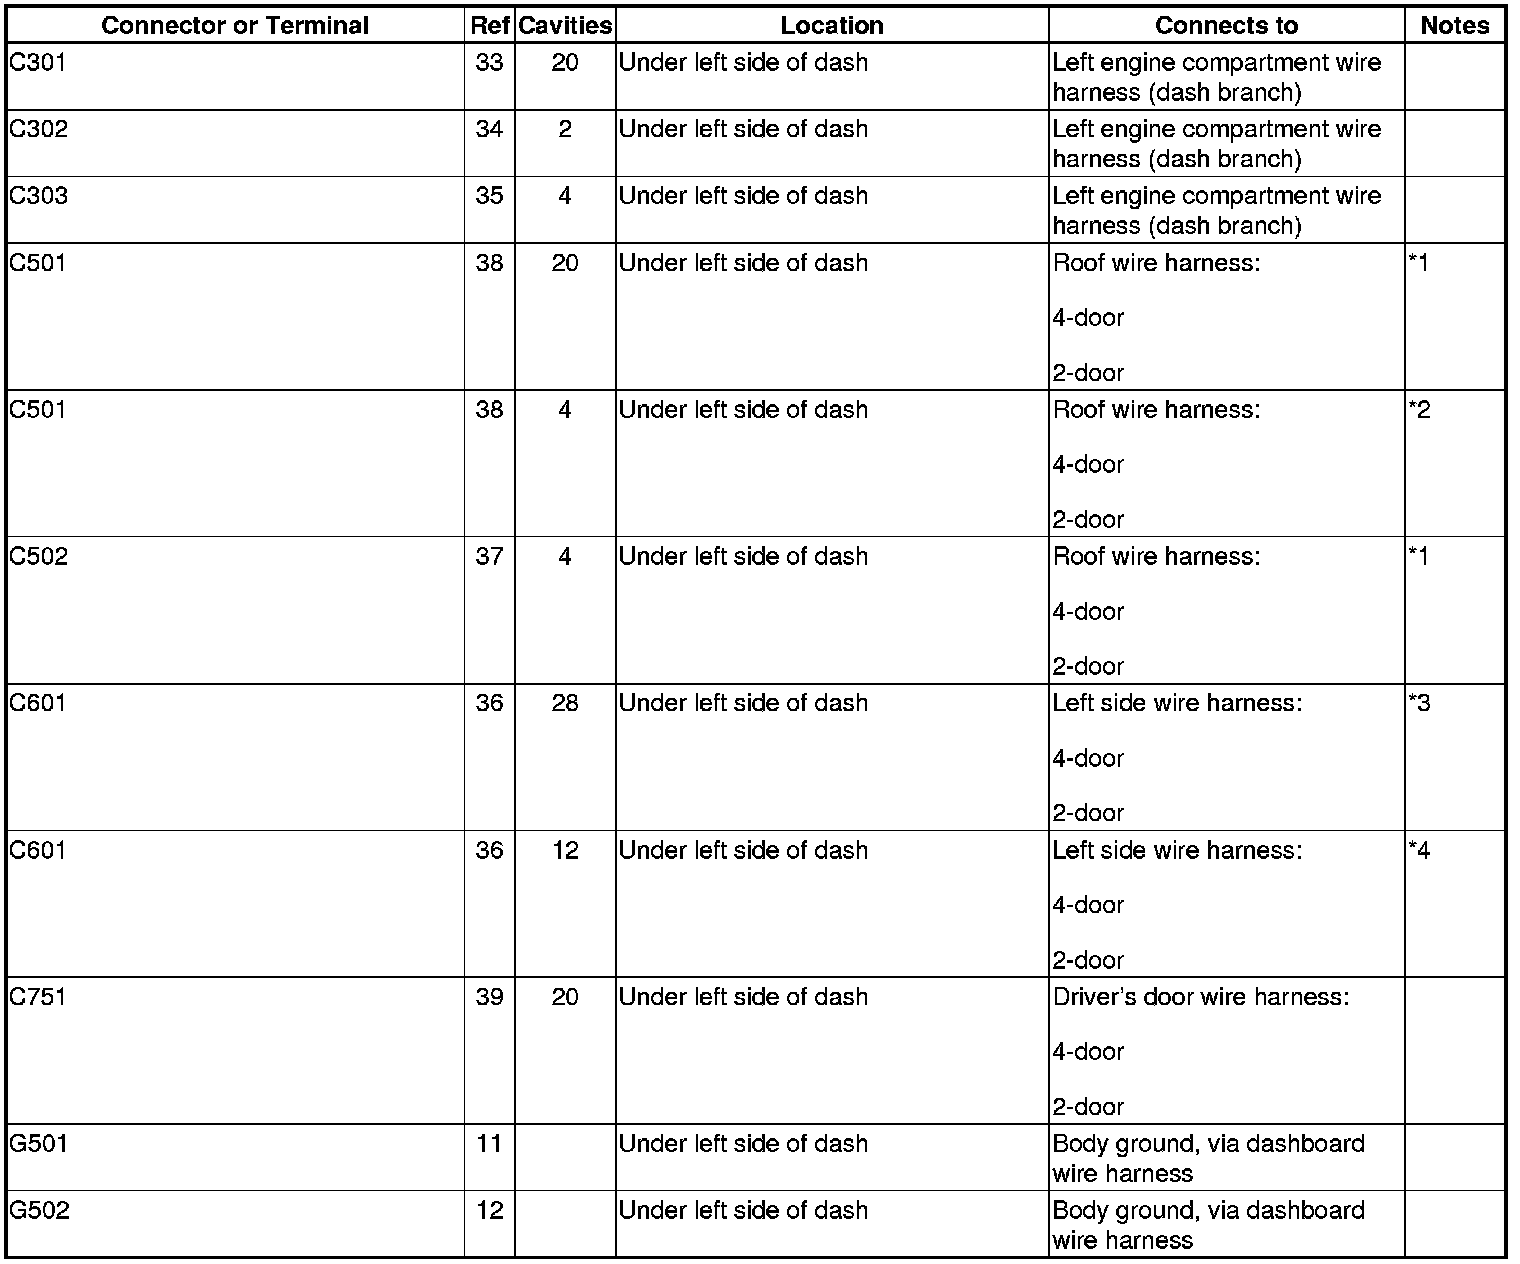 Connector or Terminal Ref Cavities Location Connects to Notes
C301 33 20 Under left side of dash Left engine compartment wire
harness (dash branch)
C302 34 2 Under left side of dash Left engine compartment wire
harness (dash branch)
C303 35 4 Under left side of dash Left engine compartment wire
harness (dash branch)
C501 38 20 Under left side of dash Roof wire harness: *1
4-door
2-door
C501 38 4 Under left side of dash Roof wire harness: *2
4-door
2-door
C502 37 4 Under left side of dash Roof wire harness: *1
4-door
2-door
C601 36 28 Under left side of dash Left side wire harness: *3
4-door
2-door
C601 36 12 Under left side of dash Left side wire harness: *4
4-door
2-door
C751 39 20 Under left side of dash Driver's door wire harness:
4-door
2-door
G501 11 Under left side of dash Body ground, via dashboard
wire harness
G502 12 Under left side of dash Body ground, via dashboard
wire harness